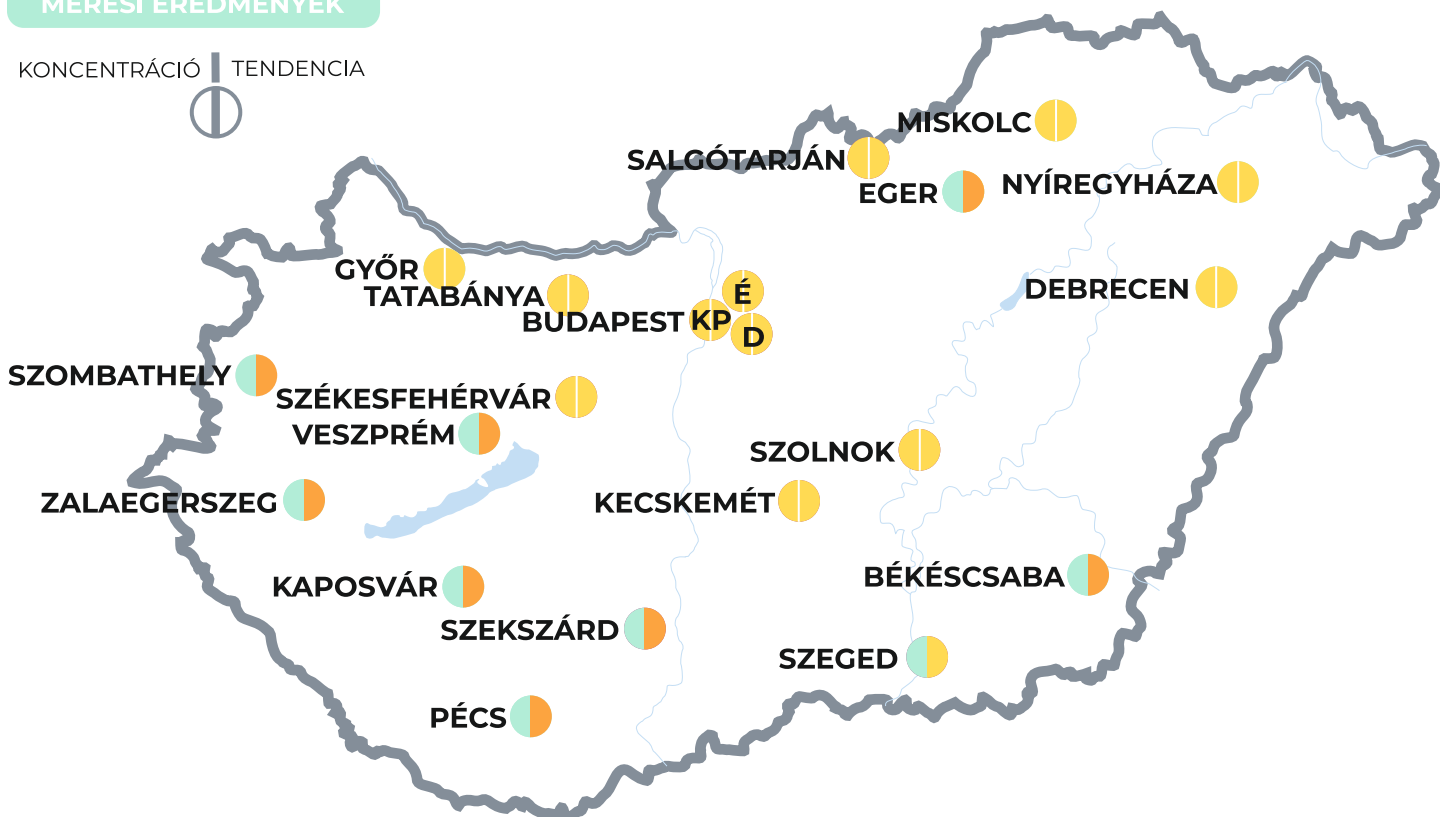 MÉRÉSI EREDMÉNYEK
KONCENTRÁCIÓ
TENDENCIA
MISKOLC
SALGÓTARJÁN
EGER
NYÍREGYHÁZA
GYŐR
TATABÁNYA
É
DEBRECEN
BUDAPEST KP
D
SZOMBATHELY
SZÉKESFEHÉRVÁR
VESZPRÉM
SZOLNOK
ZALAEGERSZEG
KECSKEMÉT
BÉKÉSCSABA
KAPOSVÁR
SZEKSZÁRD
SZEGED
PÉCS